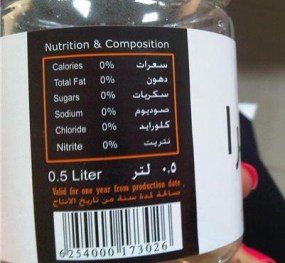 Nutrition & Composition
Calories 0% سعرات
Total Fat 0% دهون
Sugars 0% سكريات
Sodium 0% صوديوم
Chloride 0% كلورايد
Nitrite 0% نتريت
0.5 Liter ٠.٥ لتر
Valid for one year from production date
صالحة لمدة سنة من تاريخ الانتاج
6254000173026